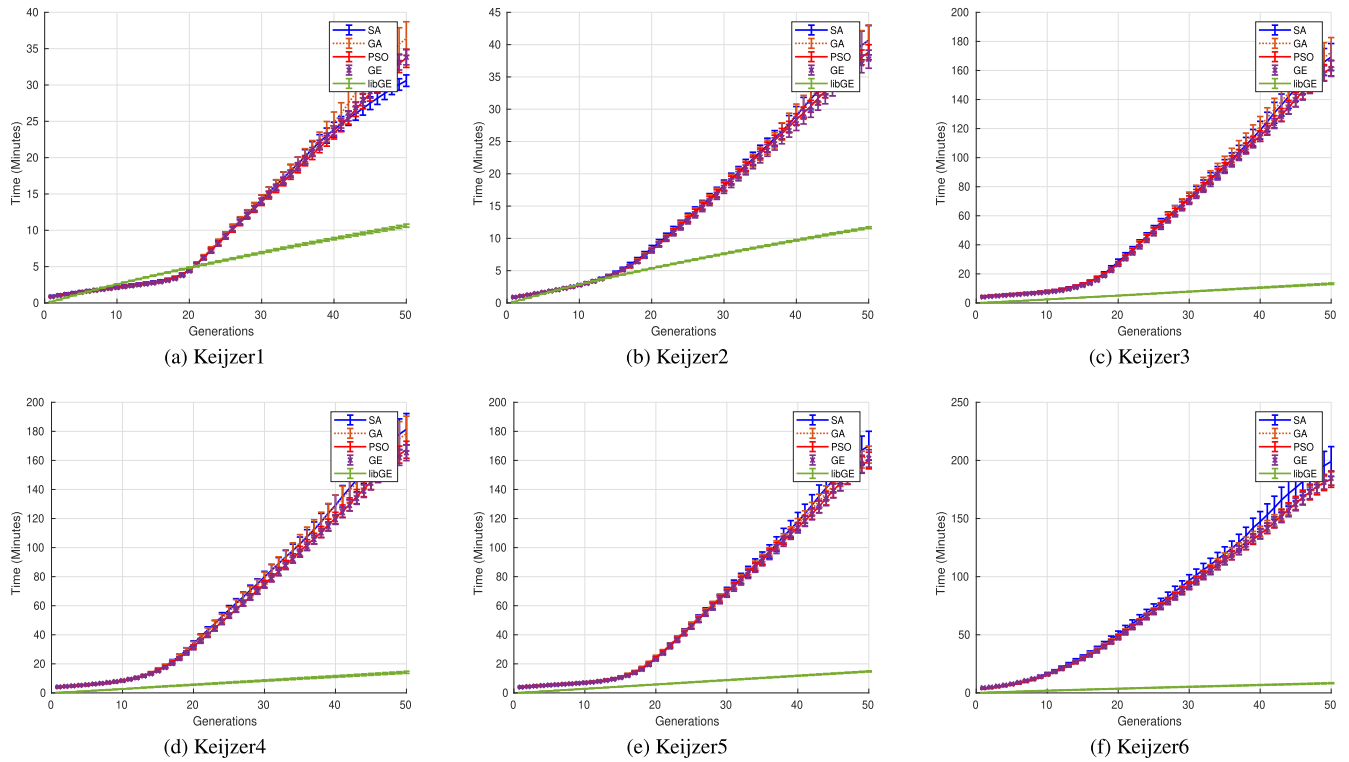 40
35
30
25
20
15
10
5
0
0 10 20 30 40 50
Time (Minutes)
Generations
SA
GA
PSO
GE
libGE
(a) Keijzer1
45
40
35
30
25
20
15
10
5
0
0 10 20 30 40 50
Time (Minutes)
Generations
SA
GA
PSO
GE
libGE
(b) Keijzer2
200
180
160
140
120
100
80
60
40
20
0
0 10 20 30 40 50
Time (Minutes)
Generations
SA
GA
PSO
GE
libGE
(c) Keijzer3
200
180
160
140
120
100
80
60
40
20
0
0 10 20 30 40 50
Time (Minutes)
Generations
SA
GA
PSO
GE
libGE
(d) Keijzer4
200
180
160
140
120
100
80
60
40
20
0
0 10 20 30 40 50
Time (Minutes)
Generations
SA
GA
PSO
GE
libGE
(e) Keijzer5
250
200
150
100
50
0
0 10 20 30 40 50
Time (Minutes)
Generations
SA
GA
PSO
GE
libGE
(f) Keijzer6